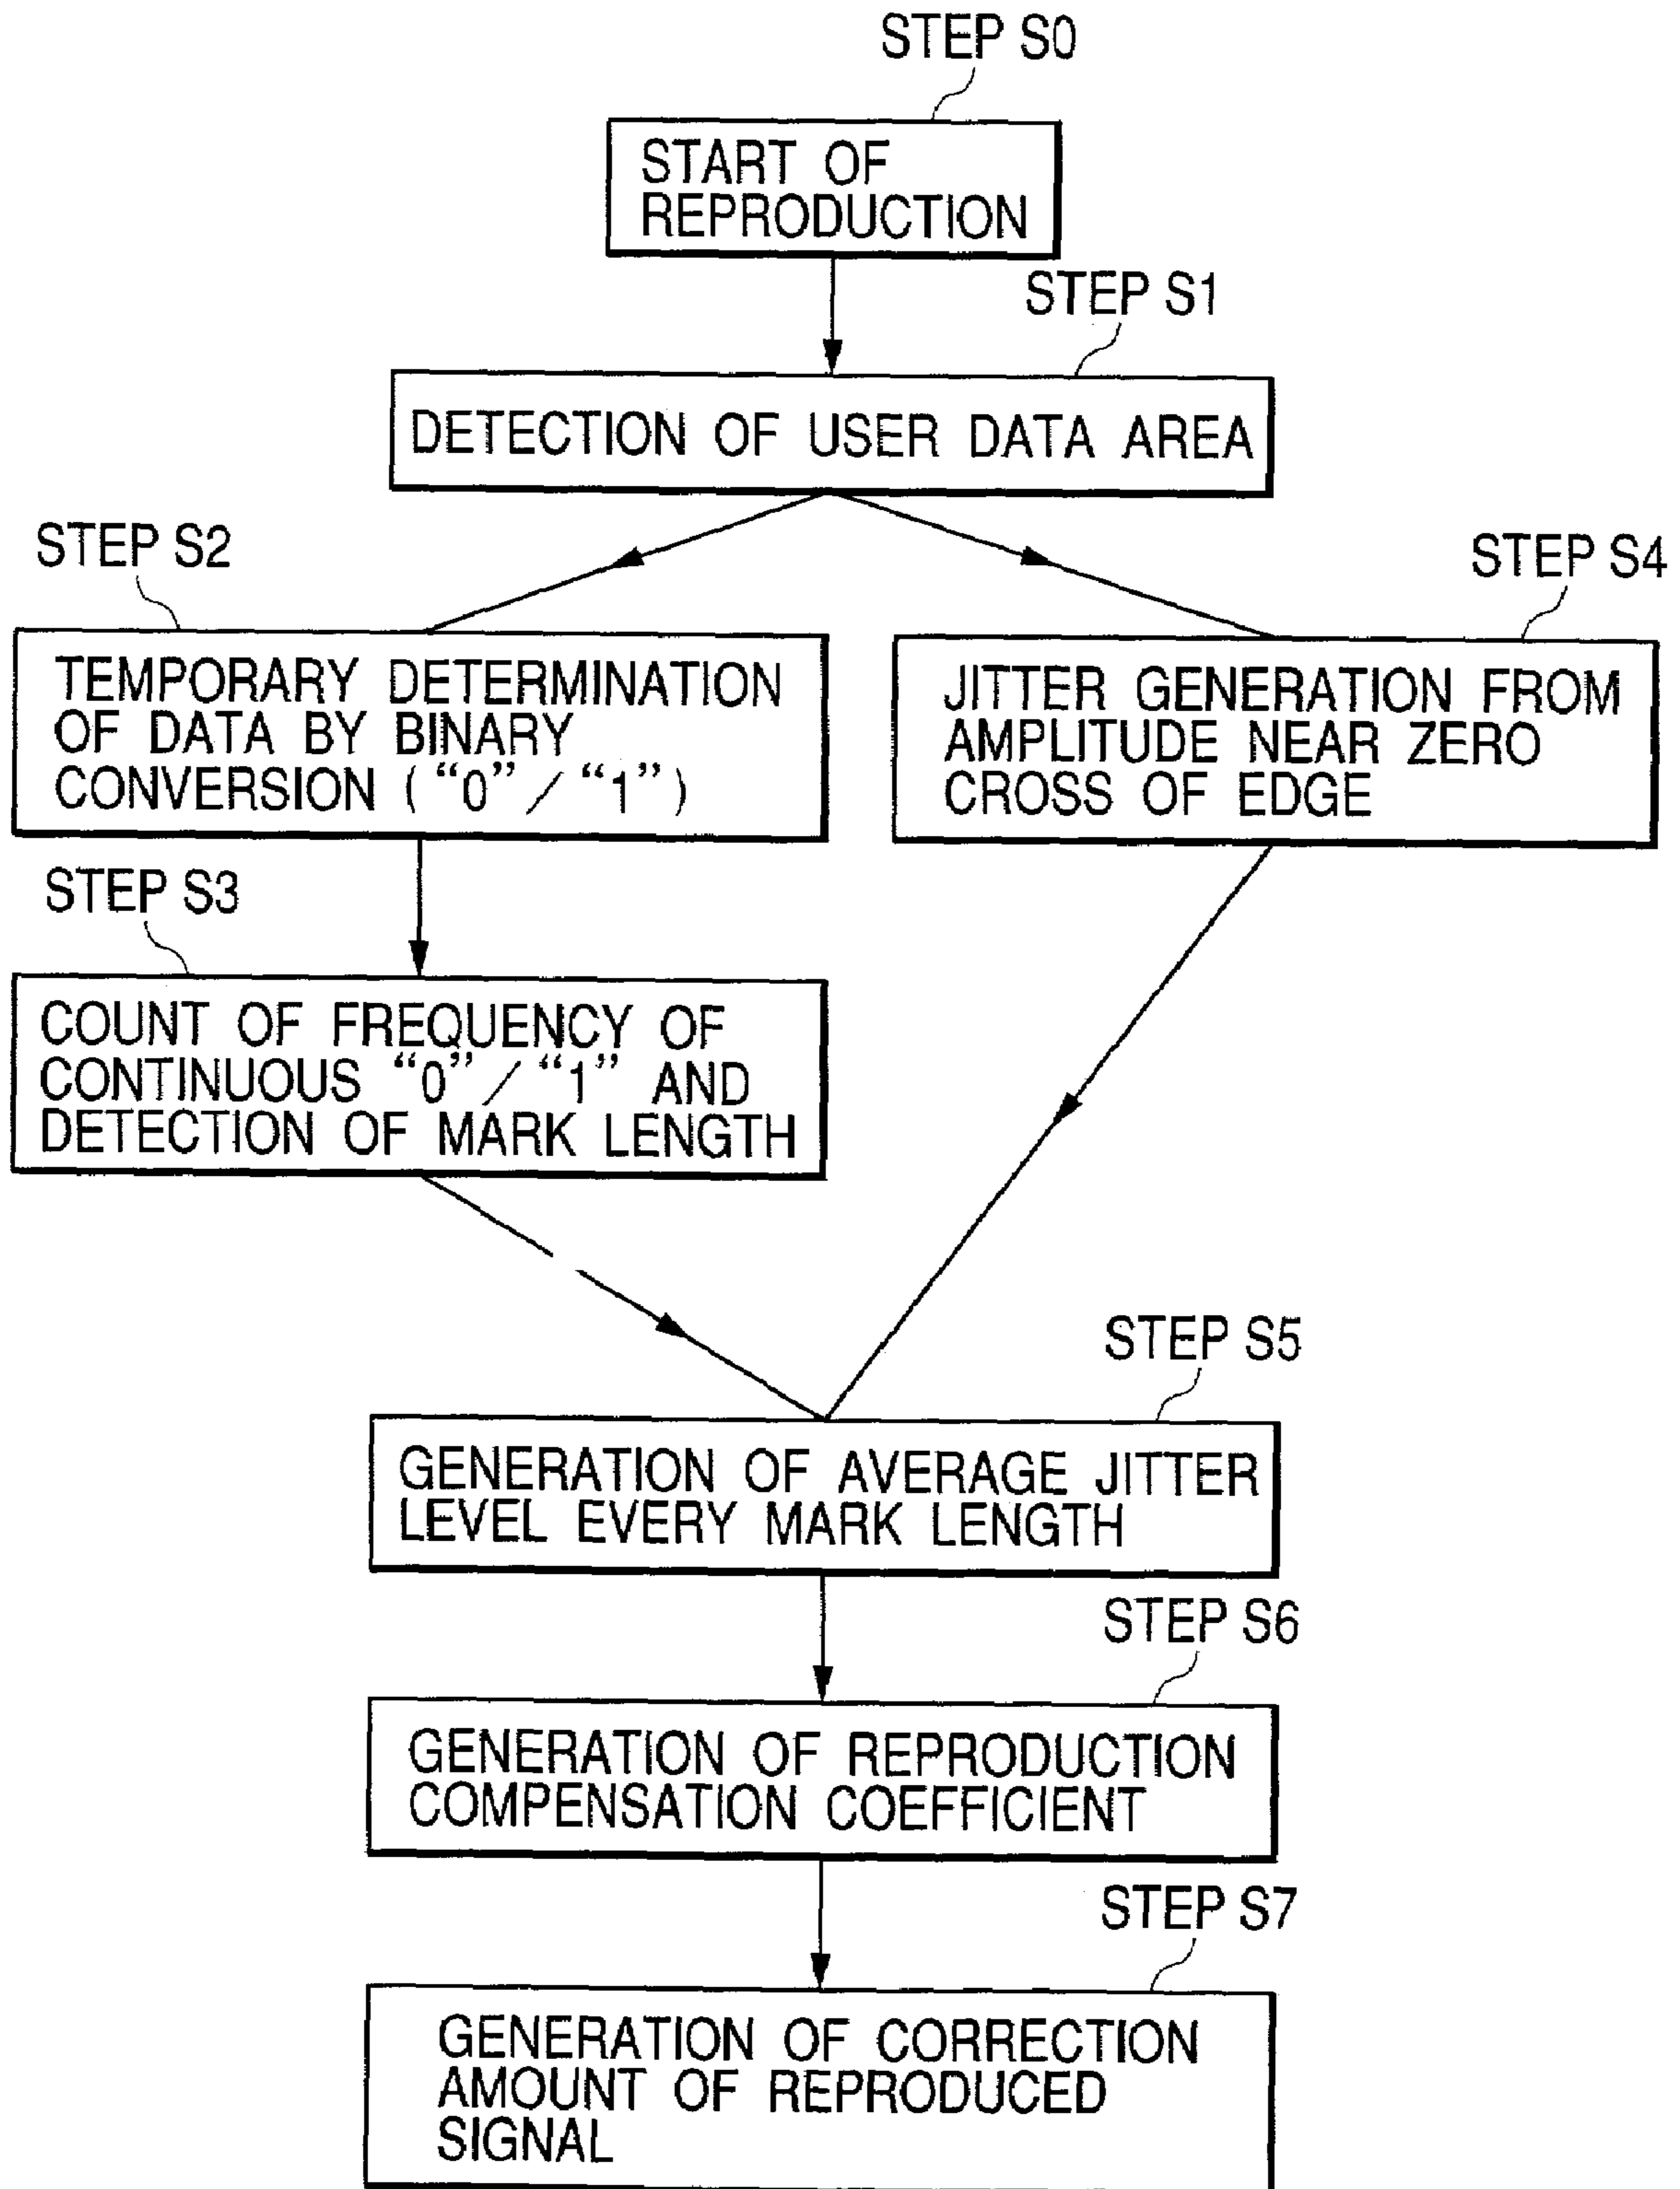 STEP S0
START OF
REPRODUCTION
STEP S1
DETECTION OF USER DATA AREA
STEP S2
TEMPORARY DETERMINATION
OF DATA BY BINARY
CONVERSION (“0” / “1”)
STEP S4
JITTER GENERATION FROM
AMPLITUDE NEAR ZERO
CROSS OF EDGE
STEP S3
COUNT OF FREQUENCY OF
CONTINUOUS “0” / “1” AND
DETECTION OF MARK LENGTH
STEP S5
GENERATION OF AVERAGE JITTER
LEVEL EVERY MARK LENGTH
STEP S6
GENERATION OF REPRODUCTION
COMPENSATION COEFFICIENT
STEP S7
GENERATION OF CORRECTION
AMOUNT OF REPRODUCED
SIGNAL